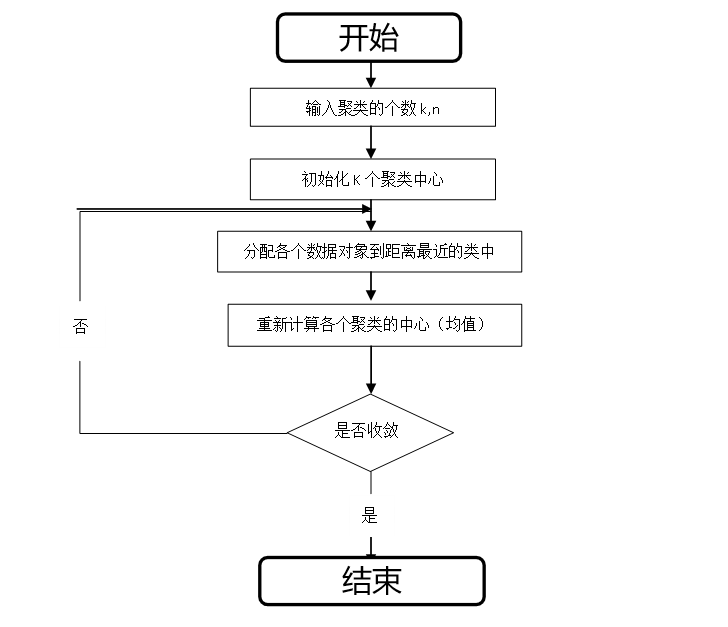 开始
输入聚类的个数 k,n
初始化 K 个聚类中心
分配各个数据对象到距离最近的类中
重新计算各个聚类的中心（均值）
否
是否收敛
是
结束